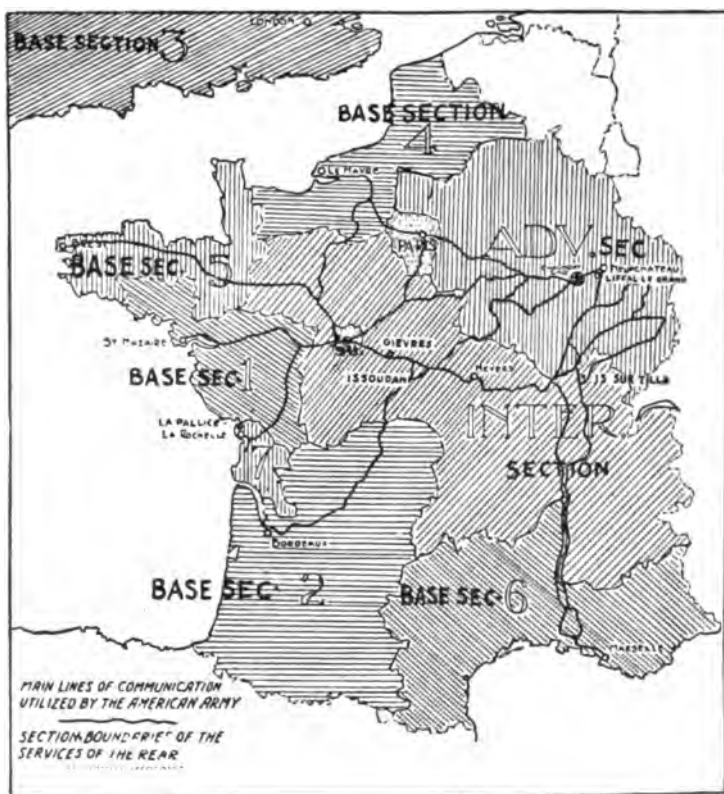 LONDON
BASE SECTION 3
BASE SECTION
4
LE HAVRE
PARIS
ADV. SEC
BREST
BASE SEC. 5
NEUFCHATEAU
LIFFAL LE GRAND
ST NAZAIRE
GIEVRES
ISSOUDAN
NEVERS
IS SUR TILLE
BASE SEC. 1
LA PALLICE
LA ROCHELLE
7
INTER.
SECTION
BORDEAUX
BASE SEC. 2
BASE SEC. 6
MARSEILLE
MAIN LINES OF COMMUNICATION
UTILIZED BY THE AMERICAN ARMY
SECTION BOUNDARIES OF THE
SERVICES OF THE REAR